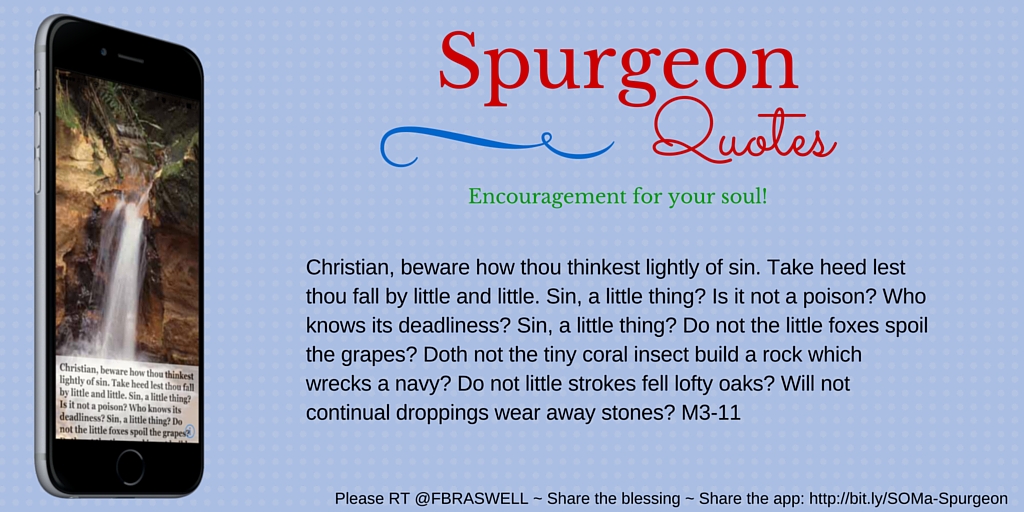 Spurgeon
Quotes
Encouragement for your soul!
Christian, beware how thou thinkest lightly of sin. Take heed lest
thou fall by little and little. Sin, a little thing? Is it not a poison? Who
knows its deadliness? Sin, a little thing? Do not the little foxes spoil
the grapes? Doth not the tiny coral insect build a rock which
wrecks a navy? Do not little strokes fell lofty oaks? Will not
continual droppings wear away stones? M3-11
Christian, beware how thou thinkest
lightly of sin. Take heed lest thou fall
by little and little. Sin, a little thing?
Is it not a poison? Who knows its
deadliness? Sin, a little thing? Do
not the little foxes spoil the grapes?
Please RT @FBRASWELL ~ Share the blessing ~ Share the app: http://bit.ly/SOMa-Spurgeon